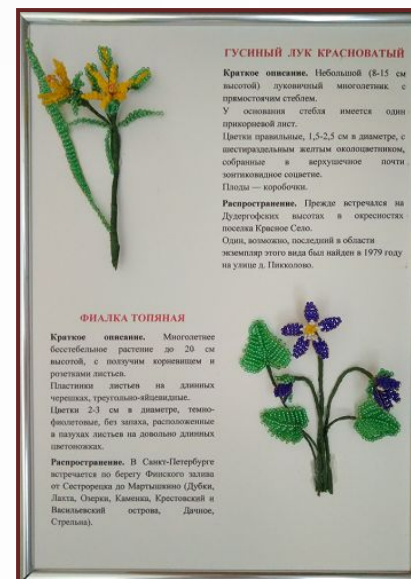 ГУСИНЫЙ ЛУК КРАСНОВАТЫЙ
Краткое описание. Небольшой (8-15 см
высотой) луковичный многолетник с
прямостоячим стеблем.
У основания стебля имеется один
прикорневой лист.
Цветки правильные, 1,5-2,5 см в диаметре, с
шестираздельным желтым околоцветником,
собранные в верхушечное почти
зонтиковидное соцветие.
Плоды — коробочки.
Распространение. Прежде встречался на
Дудергофских высотах в окресностях
поселка Красное Село.
Один, возможно, последний в области
экземпляр этого вида был найден в 1979 году
на улице д. Пикколово.
ФИАЛКА ТОПЯНАЯ
Краткое описание. Многолетнее
бесстебельное растение до 20 см
высотой, с ползучим корневищем и
розетками листьев.
Пластинки листьев на длинных
черешках, треугольно-яйцевидные.
Цветки 2-3 см в диаметре, темно-
фиолетовые, без запаха, расположенные
в пазухах листьев на довольно длинных
цветоножках.
Распространение. В Санкт-Петербурге
встречается по берегу Финского залива
от Сестрорецка до Мартышкино (Дубки,
Лахта, Озерки, Каменка, Крестовский и
Васильевский острова, Дачное,
Стрельна).